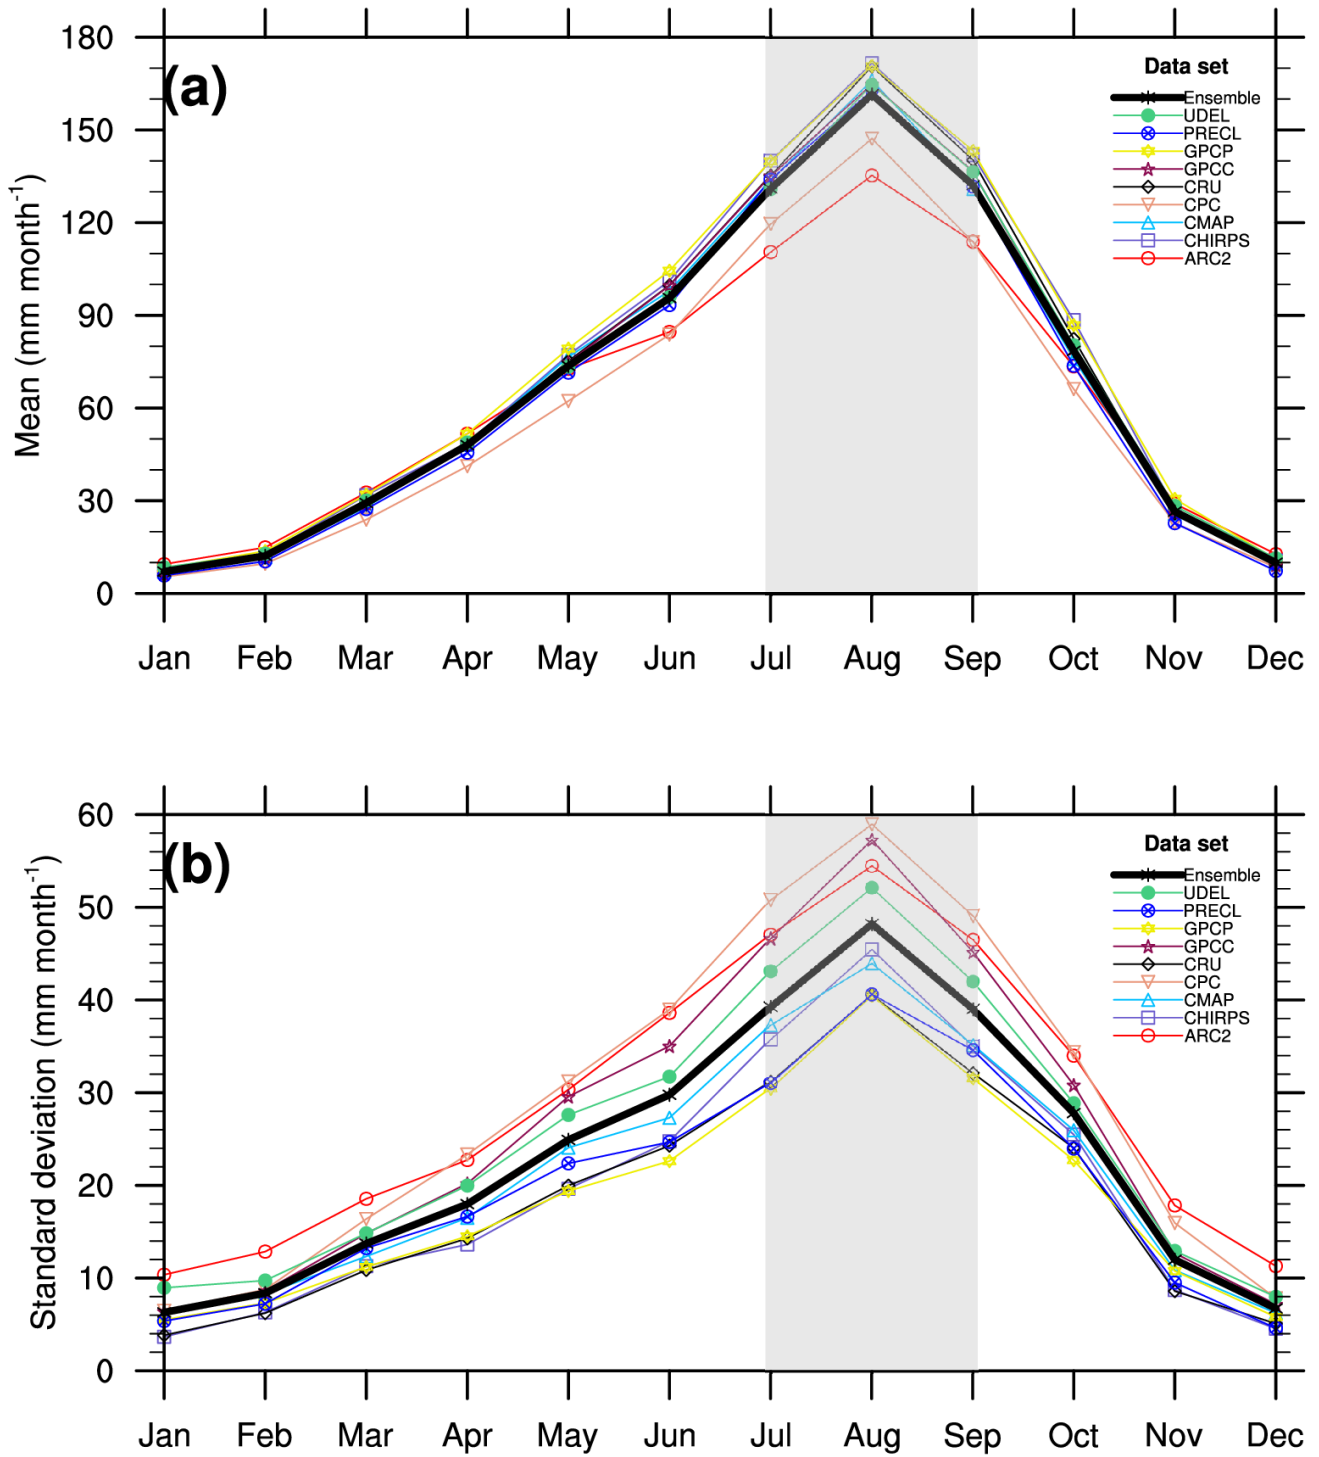 180
150
120
90
60
30
0
Mean (mm month-1)
(a)
Data set
Ensemble
UDEL
PRECL
GPCP
GPCC
CRU
CPC
CMAP
CHIRPS
ARC2
Jan Feb Mar Apr May Jun Jul Aug Sep Oct Nov Dec
60
50
40
30
20
10
0
Standard deviation (mm month-1)
(b)
Data set
Ensemble
UDEL
PRECL
GPCP
GPCC
CRU
CPC
CMAP
CHIRPS
ARC2
Jan Feb Mar Apr May Jun Jul Aug Sep Oct Nov Dec